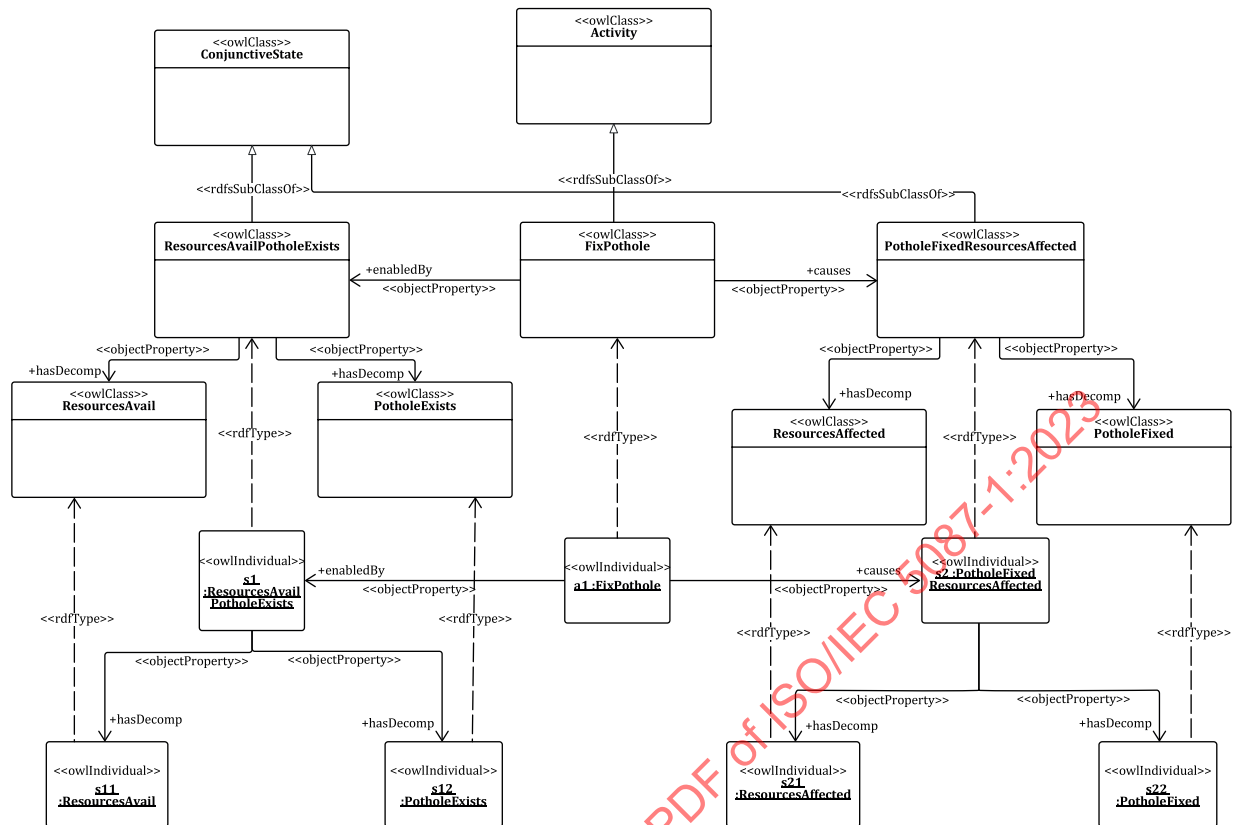 <<owlClass>>
Activity
<<owlClass>>
ConjunctiveState
<<rdfsSubClassOf>>
<<rdfsSubClassOf>>
<<rdfsSubClassOf>>
<<owlClass>>
ResourcesAvailPotholeExists
<<owlClass>>
FixPothole
<<owlClass>>
PotholeFixedResourcesAffected
+enabledBy
<<objectProperty>>
+causes
<<objectProperty>>
<<objectProperty>>
<<objectProperty>>
<<objectProperty>>
<<objectProperty>>
+hasDecomp
+hasDecomp
+hasDecomp
+hasDecomp
<<owlClass>>
ResourcesAvail
<<owlClass>>
PotholeExists
<<owlClass>>
ResourcesAffected
<<owlClass>>
PotholeFixed
<<rdfType>>
<<rdfType>>
<<rdfType>>
<<owlIndividual>>
s1
:ResourcesAvail
PotholeExists
+enabledBy
<<objectProperty>>
<<owlIndividual>>
a1 :FixPothole
+causes
<<objectProperty>>
<<owlIndividual>>
s2 :PotholeFixed
ResourcesAffected
<<rdfType>>
<<rdfType>>
<<rdfType>>
<<rdfType>>
<<objectProperty>>
<<objectProperty>>
<<objectProperty>>
<<objectProperty>>
+hasDecomp
+hasDecomp
+hasDecomp
+hasDecomp
<<owlIndividual>>
s11
:ResourcesAvail
<<owlIndividual>>
s12
:PotholeExists
<<owlIndividual>>
s21
:ResourcesAffected
<<owlIndividual>>
s22
:PotholeFixed
PDF of ISO/IEC 5087-1:2023